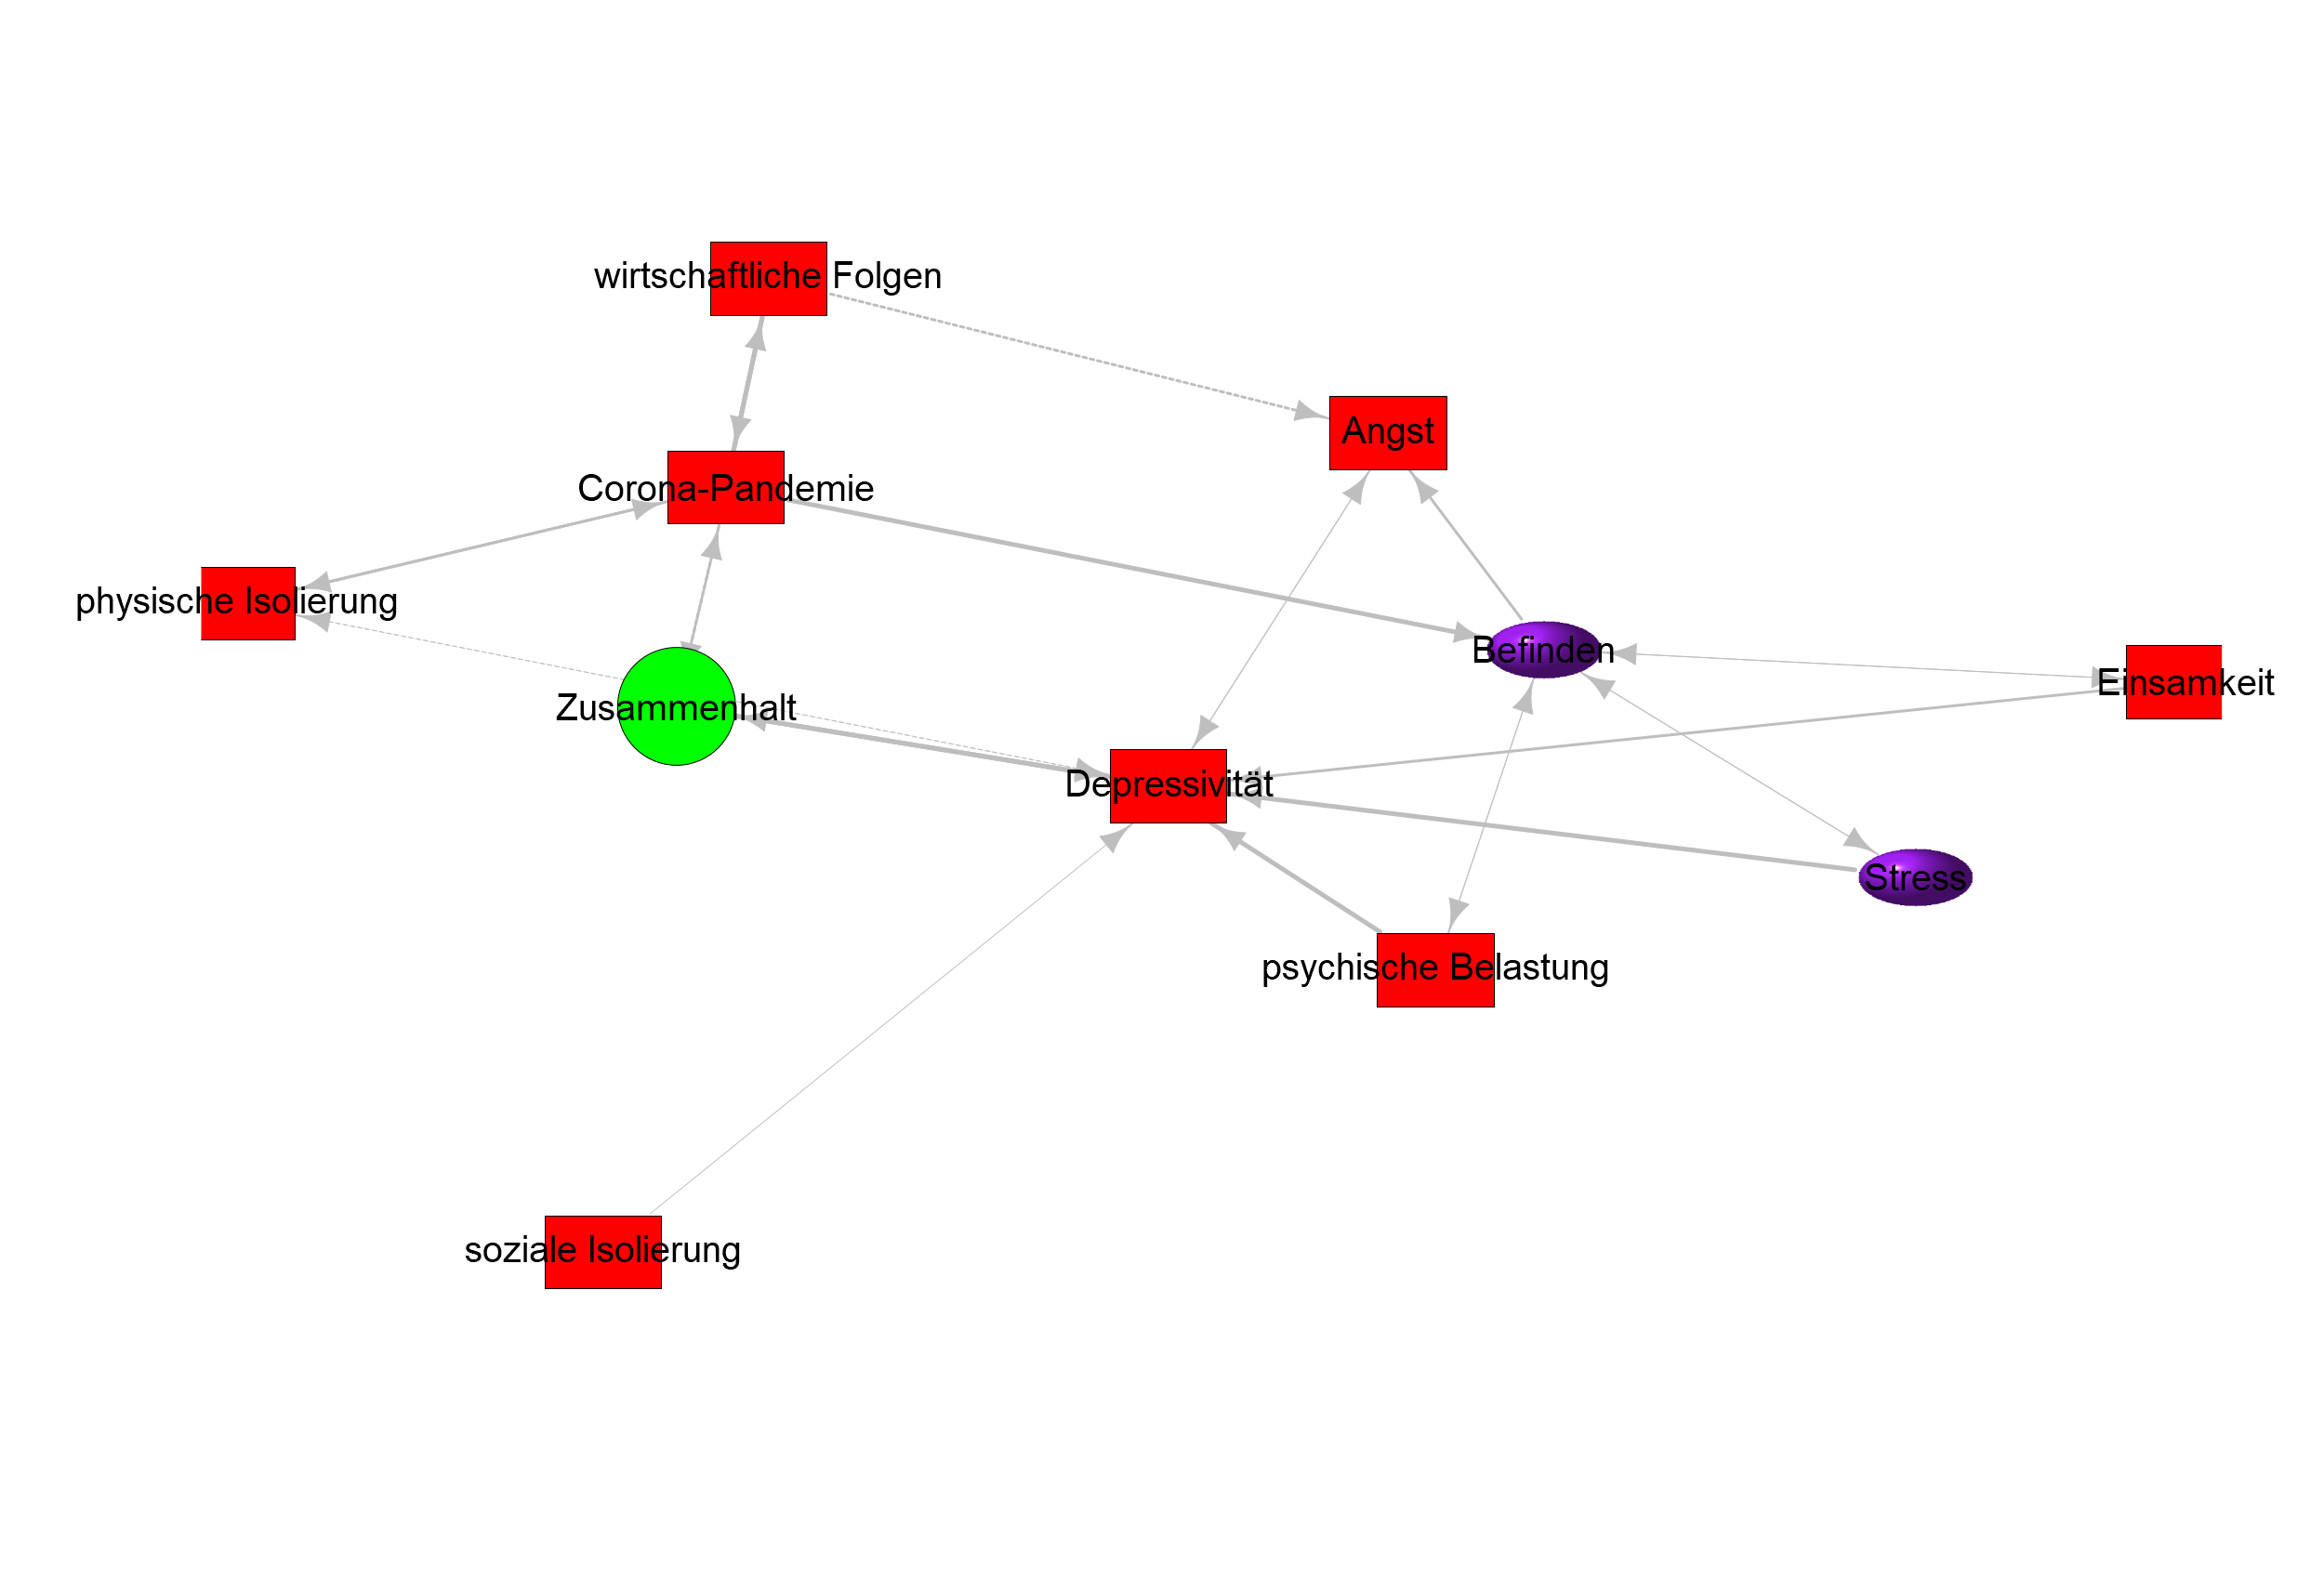 wirtschaftliche Folgen
Angst
Corona-Pandemie
physische Isolierung
Befinden
Einsamkeit
Zusammenhalt
Depressivität
Stress
psychische Belastung
soziale Isolierung